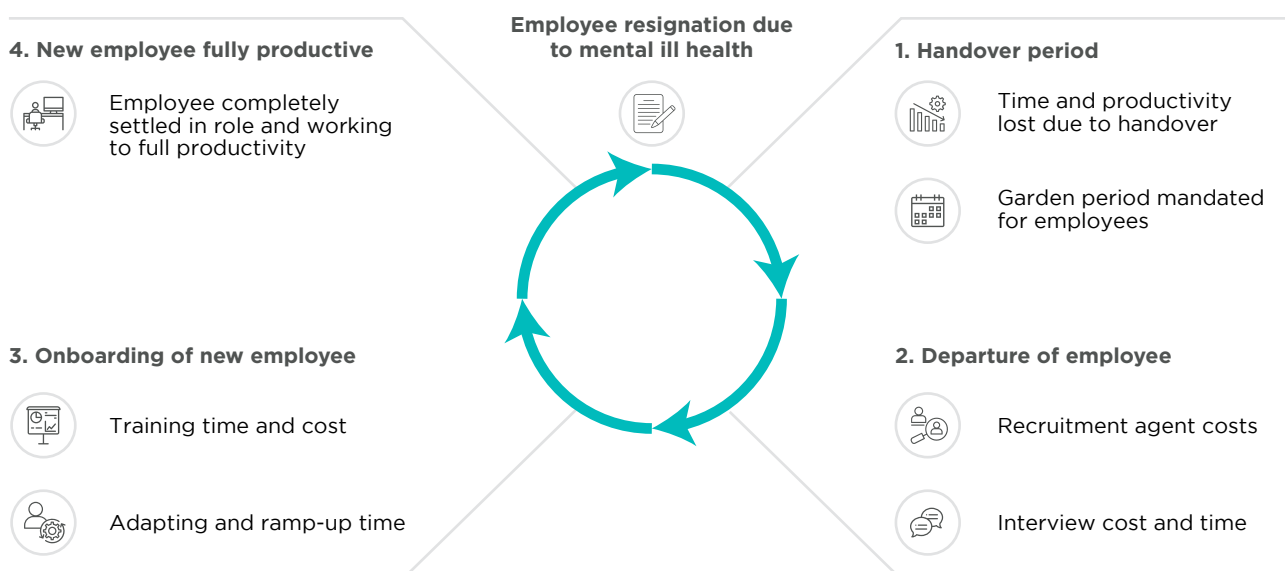 Employee resignation due
to mental ill health
1. Handover period
Time and productivity
lost due to handover
Garden period mandated
for employees
2. Departure of employee
Recruitment agent costs
Interview cost and time
3. Onboarding of new employee
Training time and cost
Adapting and ramp-up time
4. New employee fully productive
Employee completely
settled in role and working
to full productivity